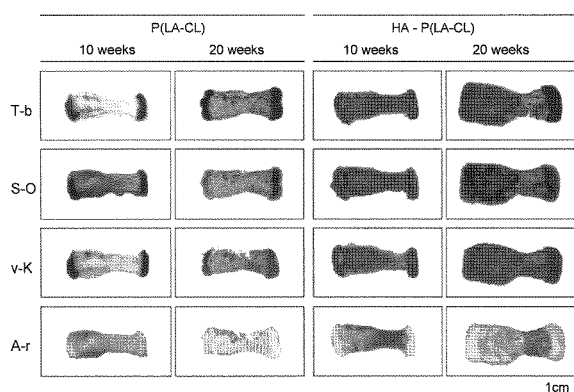 P(LA-CL) HA - P(LA-CL)
10 weeks 20 weeks 10 weeks 20 weeks
T-b
S-O
v-K
A-r
1cm